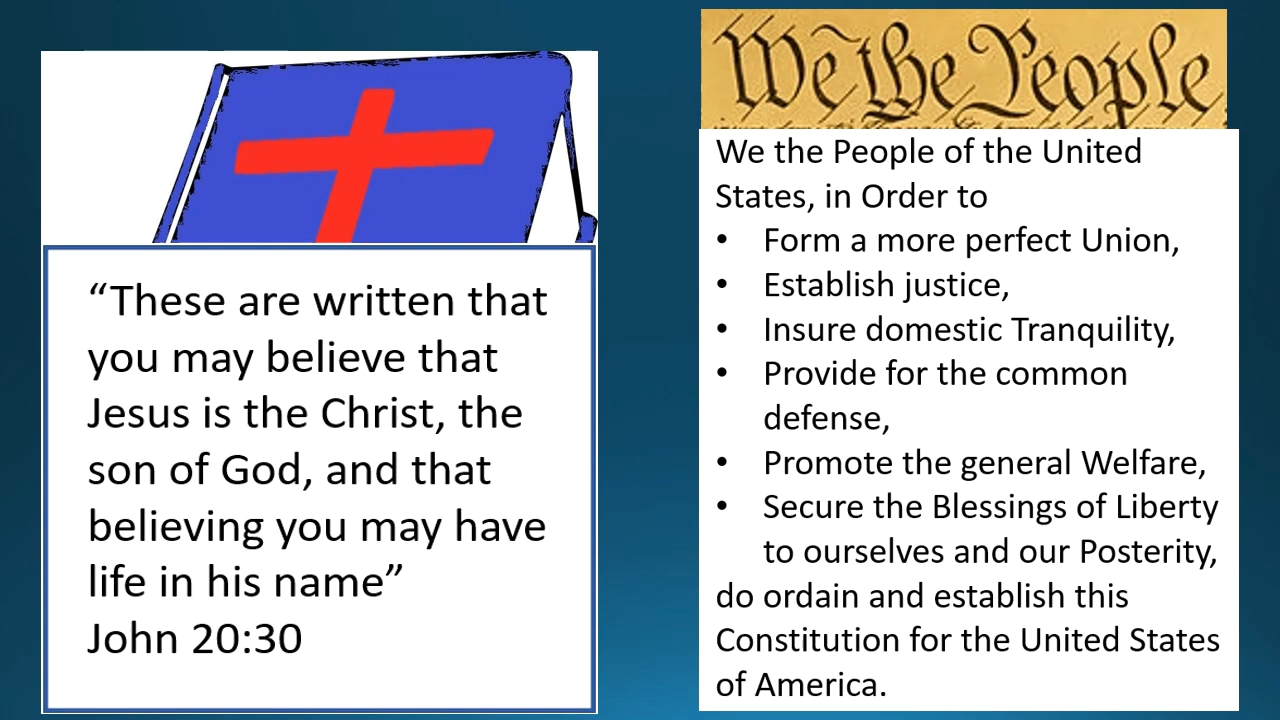 “These are written that
you may believe that
Jesus is the Christ, the
son of God, and that
believing you may have
life in his name”
John 20:30
We the People
We the People of the United
States, in Order to
• Form a more perfect Union,
• Establish justice,
• Insure domestic Tranquility,
• Provide for the common
defense,
• Promote the general Welfare,
• Secure the Blessings of Liberty
to ourselves and our Posterity,
do ordain and establish this
Constitution for the United States
of America.